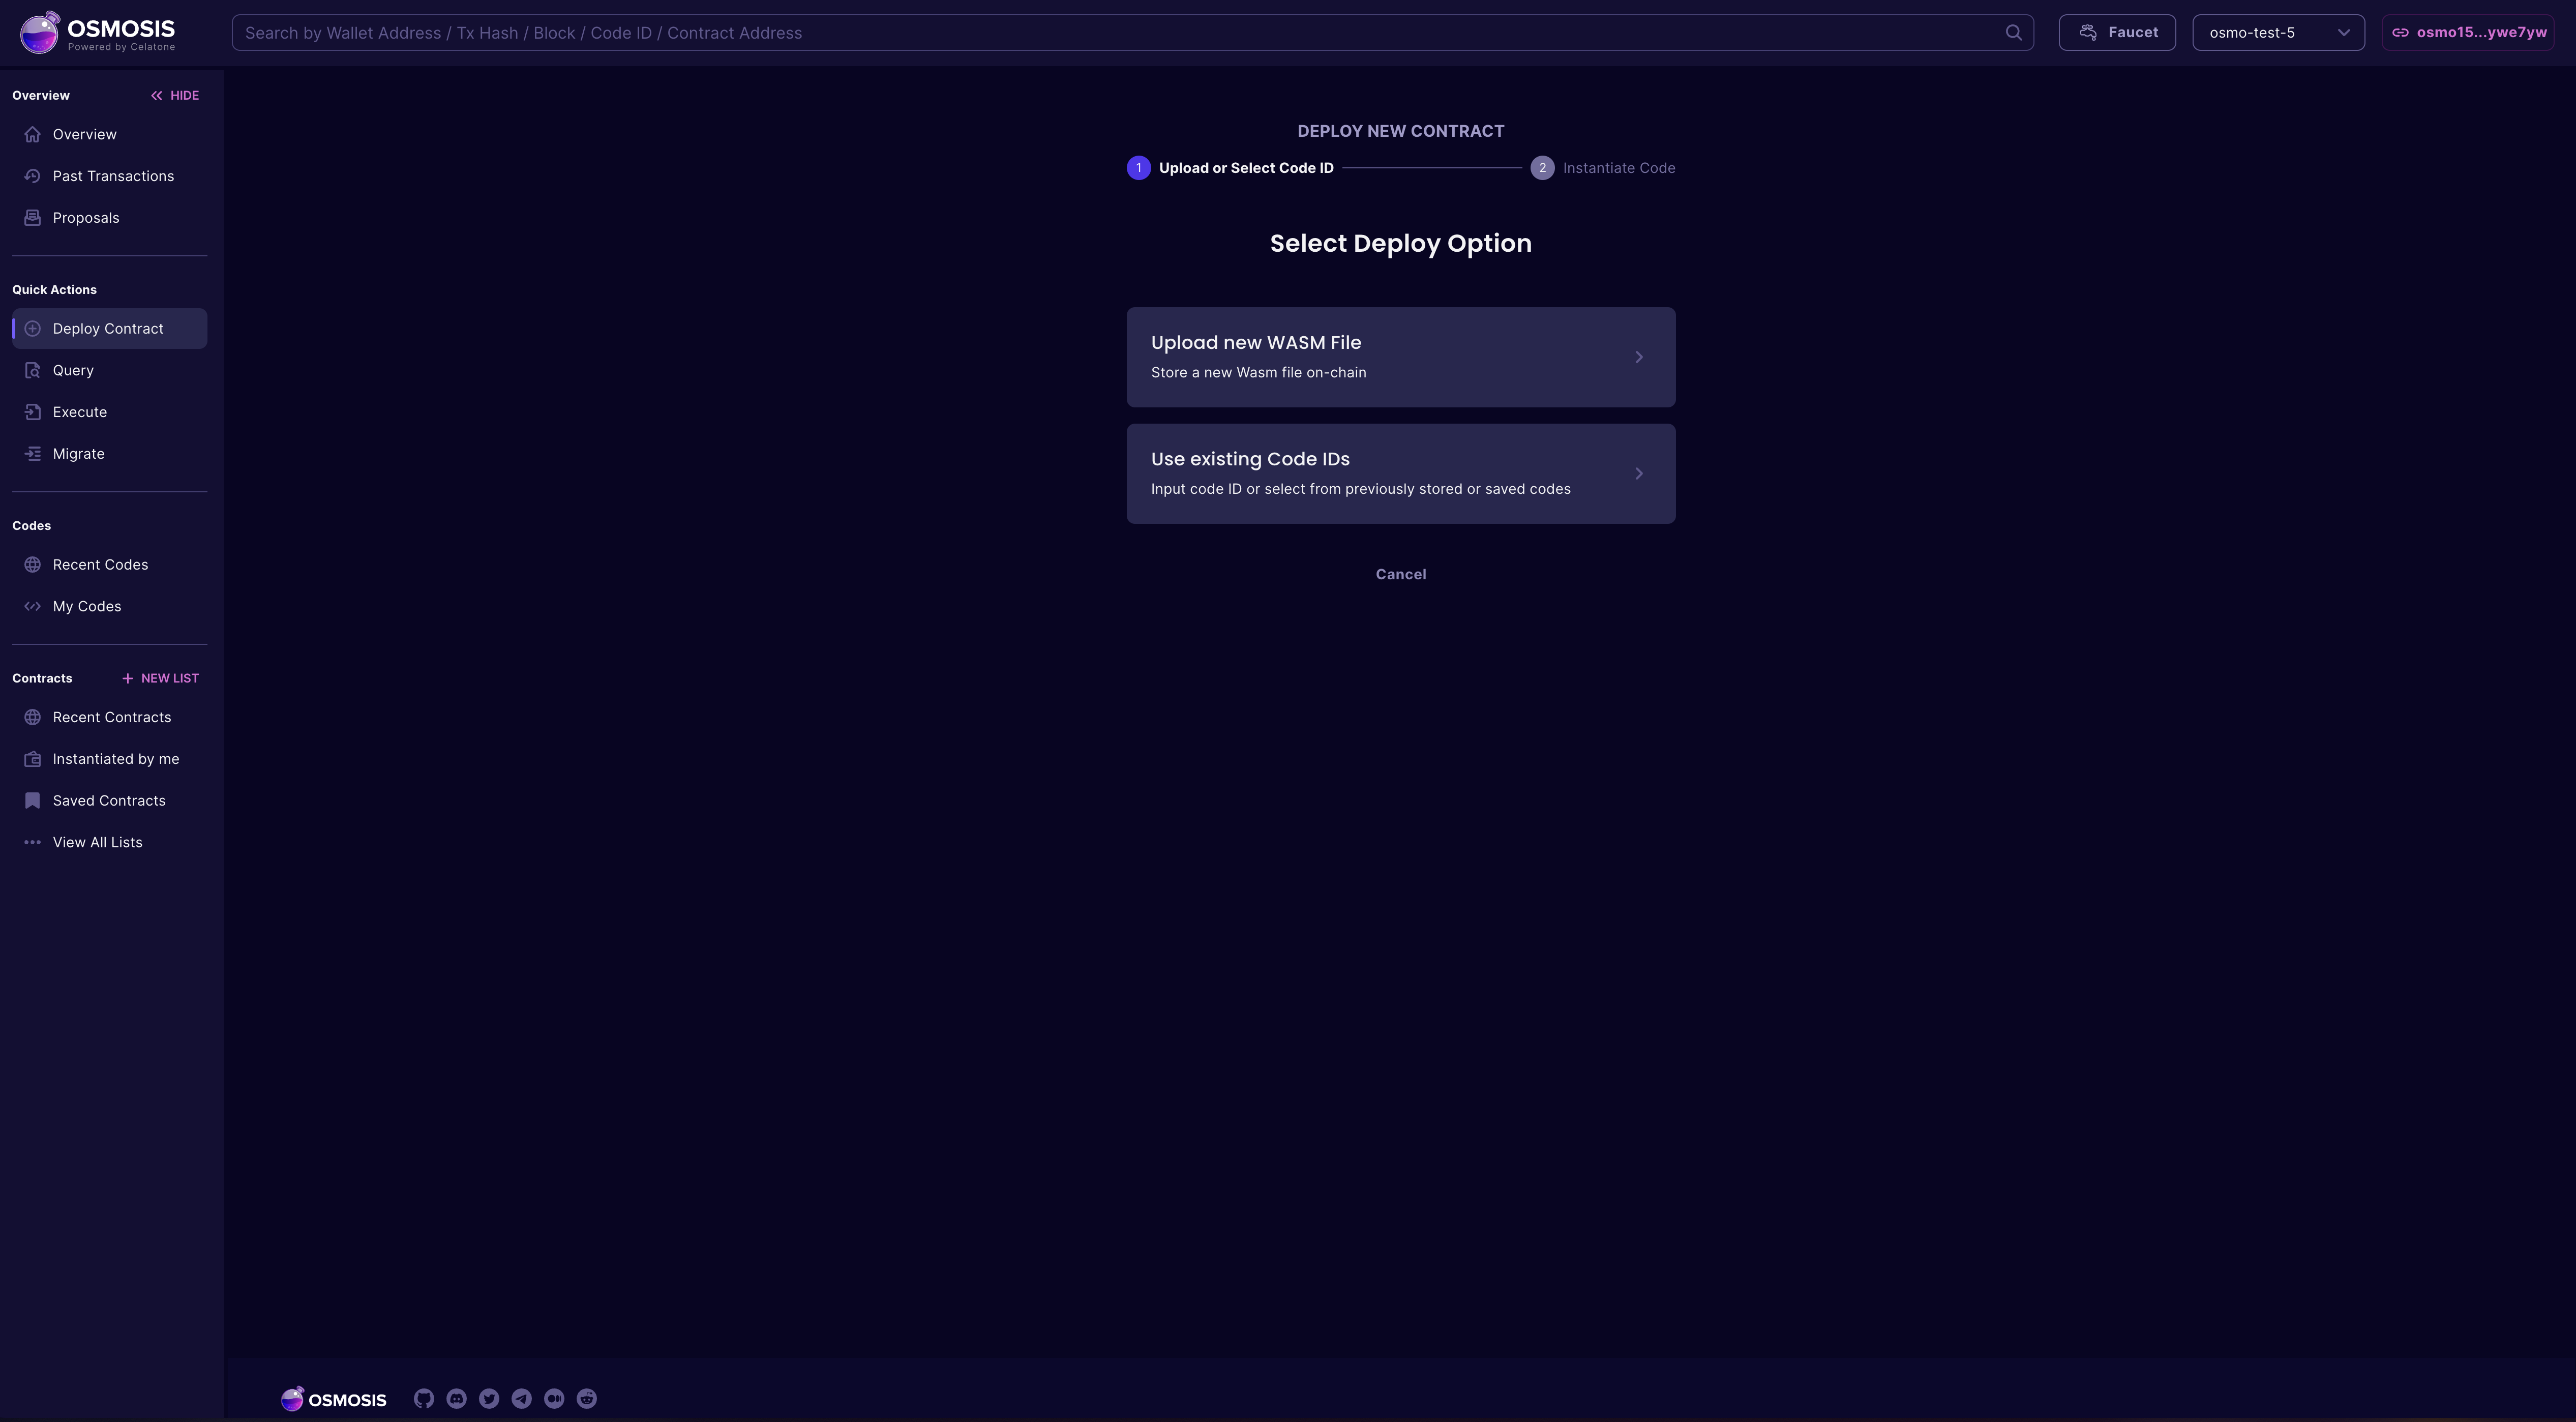 OSMOSIS
Powered by Celatone
Search by Wallet Address / Tx Hash / Block / Code ID / Contract Address
Faucet
osmo-test-5
osmo15...ywe7yw
Overview
HIDE
Overview
Past Transactions
Proposals
Quick Actions
Deploy Contract
Query
Execute
Migrate
Codes
Recent Codes
My Codes
Contracts
NEW LIST
Recent Contracts
Instantiated by me
Saved Contracts
View All Lists
DEPLOY NEW CONTRACT
1 Upload or Select Code ID
2 Instantiate Code
Select Deploy Option
Upload new WASM File
Store a new Wasm file on-chain
Use existing Code IDs
Input code ID or select from previously stored or saved codes
Cancel
OSMOSIS